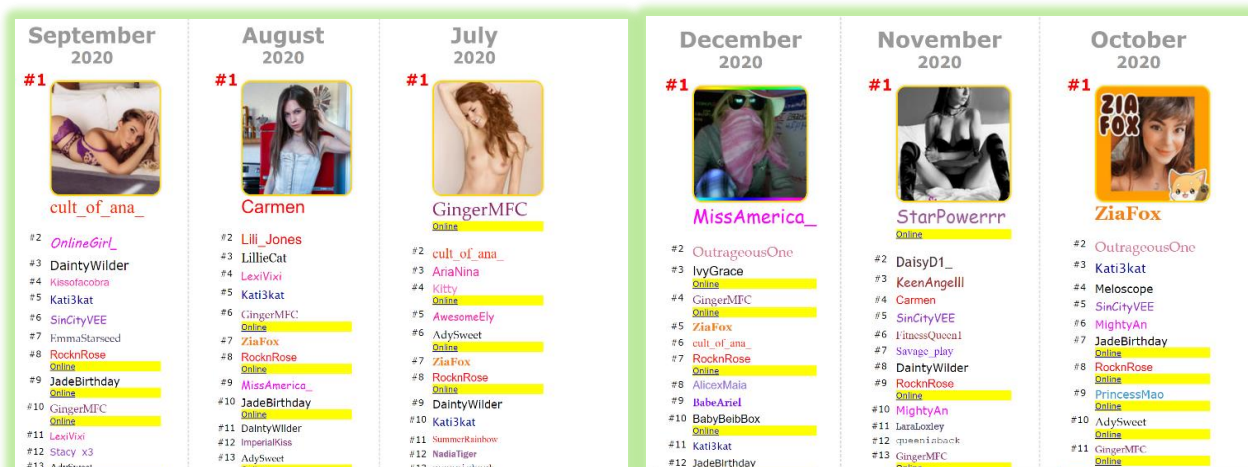 September
2020
#1
cult_of_ana_
#2 OnlineGirl_
#3 DaintyWilder
#4 Kissofacobra
#5 Kati3kat
#6 SinCityVEE
#7 EmmaStarseed
#8 RocknRose
Online
#9 JadeBirthday
Online
#10 GingerMFC
Online
#11 LexiVixi
#12 Stacy_x3
#13 AdySweet
August
2020
#1
Carmen
#2 Lili_Jones
#3 LillieCat
#4 LexiVixi
#5 Kati3kat
#6 GingerMFC
Online
#7 ZiaFox
#8 RocknRose
Online
#9 MissAmerica_
#10 JadeBirthday
Online
#11 DaintyWilder
#12 ImperialKiss
#13 AdySweet
July
2020
#1
GingerMFC
Online
#2 cult_of_ana_
#3 AriaNina
#4 Kitty
Online
#5 AwesomeEly
#6 AdySweet
Online
#7 ZiaFox
#8 RocknRose
Online
#9 DaintyWilder
#10 Kati3kat
#11 SummerRainbow
#12 NadiaTiger
December
2020
#1
MissAmerica_
#2 OutrageousOne
#3 IvyGrace
Online
#4 GingerMFC
Online
#5 ZiaFox
#6 cult_of_ana_
#7 RocknRose
Online
#8 AlicexMaia
#9 BabeAriel
#10 BabyBeibBox
Online
#11 Kati3kat
#12 JadeBirthday
November
2020
#1
StarPowerrr
Online
#2 DaisyD1_
#3 KeenAngelll
#4 Carmen
#5 SinCityVEE
#6 FitnessQueen1
#7 Savage_play
#8 DaintyWilder
#9 RocknRose
Online
#10 MightyAn
#11 LaraLoxley
#12 queenisback
#13 GingerMFC
Online
October
2020
#1
ZIA
FOX
ZiaFox
#2 OutrageousOne
#3 Kati3kat
#4 Meloscope
#5 SinCityVEE
#6 MightyAn
#7 JadeBirthday
Online
#8 RocknRose
Online
#9 PrincessMao
Online
#10 AdySweet
Online
#11 GingerMFC
Online